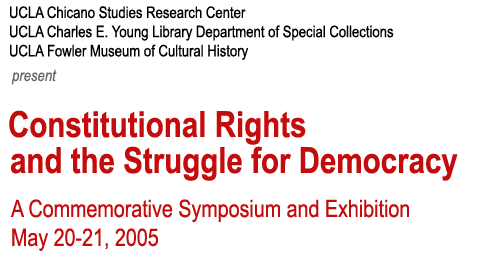 UCLA Chicano Studies Research Center
UCLA Charles E. Young Library Department of Special Collections
UCLA Fowler Museum of Cultural History
present
Constitutional Rights
and the Struggle for Democracy
A Commemorative Symposium and Exhibition
May 20-21, 2005